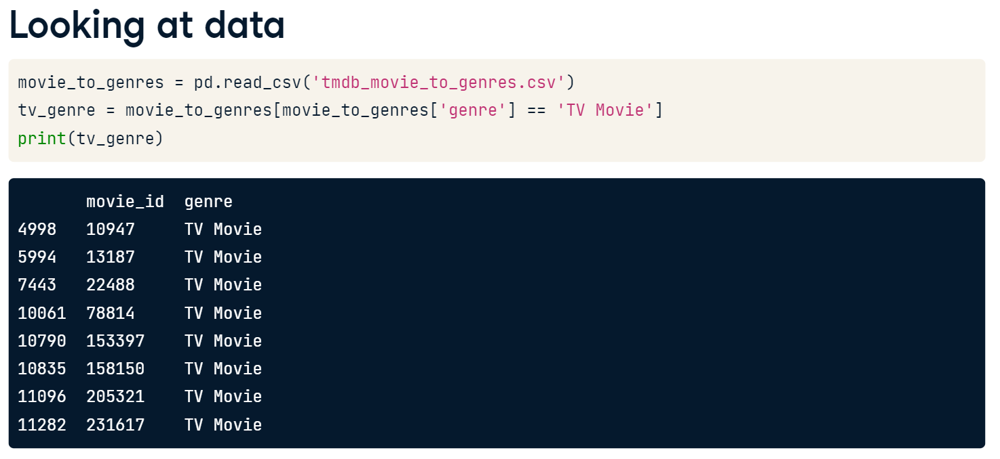 Looking at data
movie_to_genres = pd.read_csv('tmdb_movie_to_genres.csv')
tv_genre = movie_to_genres[movie_to_genres['genre'] == 'TV Movie']
print(tv_genre)
movie_id genre
4998 10947 TV Movie
5994 13187 TV Movie
7443 22488 TV Movie
10061 78814 TV Movie
10790 153397 TV Movie
10835 158150 TV Movie
11096 205321 TV Movie
11282 231617 TV Movie